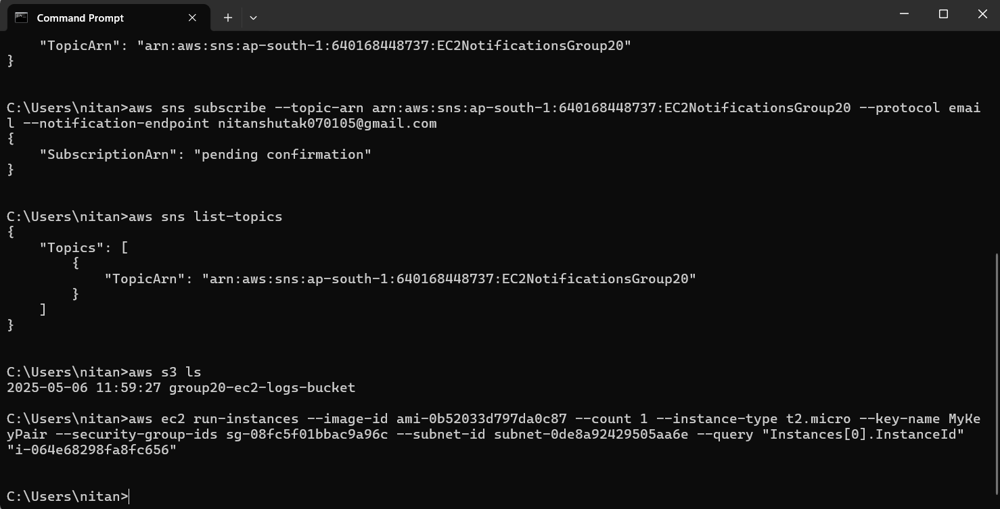 Command Prompt
    "TopicArn": "arn:aws:sns:ap-south-1:640168448737:EC2NotificationsGroup20"
}
C:\Users\nitan>aws sns subscribe --topic-arn arn:aws:sns:ap-south-1:640168448737:EC2NotificationsGroup20 --protocol emai
l --notification-endpoint nitanshutak070105@gmail.com
{
    "SubscriptionArn": "pending confirmation"
}
C:\Users\nitan>aws sns list-topics
{
    "Topics": [
        {
            "TopicArn": "arn:aws:sns:ap-south-1:640168448737:EC2NotificationsGroup20"
        }
    ]
}
C:\Users\nitan>aws s3 ls
2025-05-06 11:59:27 group20-ec2-logs-bucket
C:\Users\nitan>aws ec2 run-instances --image-id ami-0b52033d797da0c87 --count 1 --instance-type t2.micro --key-name MyKe
yPair --security-group-ids sg-08fc5f01bbac9a96c --subnet-id subnet-0de8a92429505aa6e --query "Instances[0].InstanceId"
"i-064e68298fa8fc656"
C:\Users\nitan>